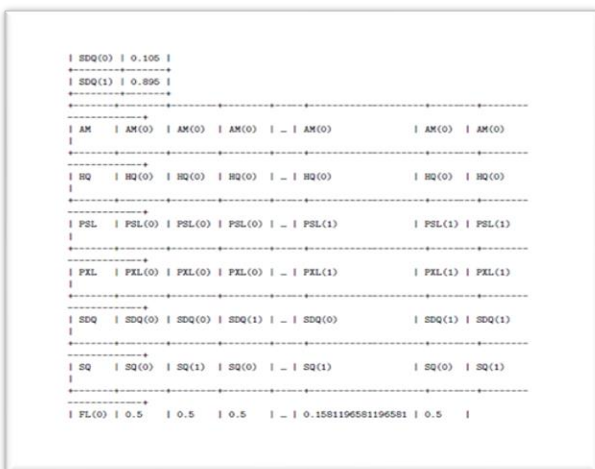 | SDQ(0) | 0.105 |
+--------+-------+
| SDQ(1) | 0.895 |
+--------+-------+
+-------+--------+--------+--------+---+--------------------+--------+--------
-------------+
| AM | AM(0) | AM(0) | AM(0) | … | AM(0) | AM(0) | AM(0)
|
+-------+--------+--------+--------+---+--------------------+--------+--------
-------------+
| HQ | HQ(0) | HQ(0) | HQ(0) | … | HQ(0) | HQ(0) | HQ(0)
|
+-------+--------+--------+--------+---+--------------------+--------+--------
-------------+
| PSL | PSL(0) | PSL(0) | PSL(0) | … | PSL(1) | PSL(1) | PSL(1)
|
+-------+--------+--------+--------+---+--------------------+--------+--------
-------------+
| PXL | PXL(0) | PXL(0) | PXL(0) | … | PXL(1) | PXL(1) | PXL(1)
|
+-------+--------+--------+--------+---+--------------------+--------+--------
-------------+
| SDQ | SDQ(0) | SDQ(0) | SDQ(1) | … | SDQ(0) | SDQ(1) | SDQ(1)
|
+-------+--------+--------+--------+---+--------------------+--------+--------
-------------+
| SQ | SQ(0) | SQ(1) | SQ(0) | … | SQ(1) | SQ(0) | SQ(1)
|
+-------+--------+--------+--------+---+--------------------+--------+--------
-------------+
| FL(0) | 0.5 | 0.5 | 0.5 | … | 0.1581196581196581 | 0.5 |